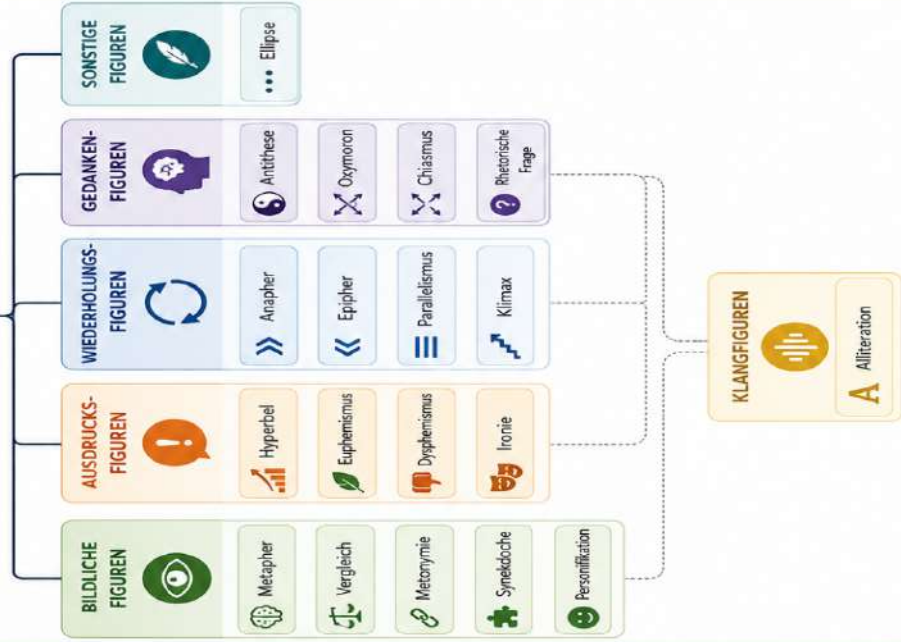 BILDLICHE
FIGUREN
Metapher
Vergleich
Metonymie
Synekdoche
Personifikation
AUSDRUCKS-
FIGUREN
Hyperbel
Euphemismus
Dysphemismus
Ironie
WIEDERHOLUNGS-
FIGUREN
Anapher
Epipher
Parallelismus
Klimax
GEDANKEN-
FIGUREN
Antithese
Oxymoron
Chiasmus
Rhetorische
Frage
SONSTIGE
FIGUREN
Ellipse
KLANGFIGUREN
A Alliteration